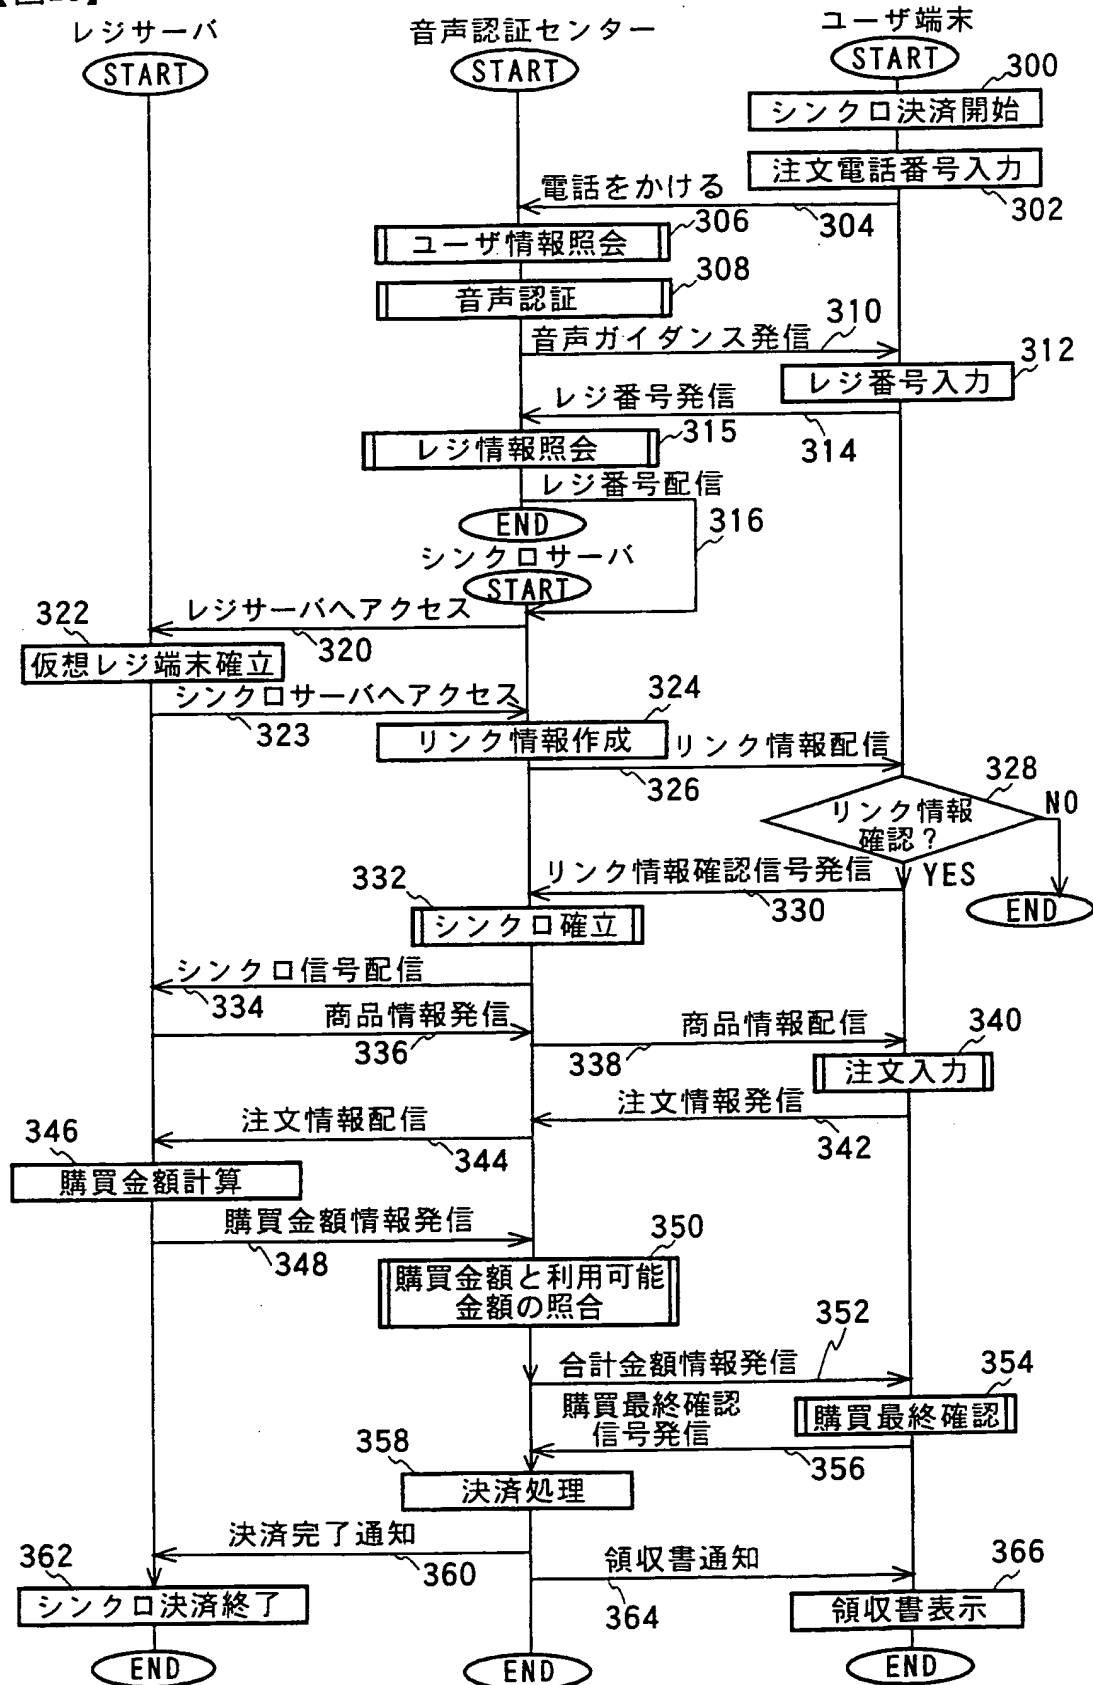 レジサーバ
音声認証センター
ユーザ端末
START
START
START
300
シンクロ決済開始
注文電話番号入力
302
電話をかける
304
306
ユーザ情報照会
308
音声認証
310
音声ガイダンス発信
312
レジ番号入力
レジ番号発信
314
315
レジ情報照会
レジ番号配信
316
END
シンクロサーバ
START
レジサーバへアクセス
320
322
仮想レジ端末確立
シンクロサーバへアクセス
323
324
リンク情報作成
リンク情報配信
326
328
リンク情報
確認?
NO
YES
END
リンク情報確認信号発信
330
332
シンクロ確立
シンクロ信号配信
334
商品情報発信
336
商品情報配信
338
340
注文入力
注文情報発信
342
注文情報配信
344
346
購買金額計算
購買金額情報発信
348
350
購買金額と利用可能
金額の照合
352
合計金額情報発信
354
購買最終確認
購買最終確認
信号発信
356
358
決済処理
決済完了通知
360
362
シンクロ決済終了
領収書通知
364
366
領収書表示
END
END
END